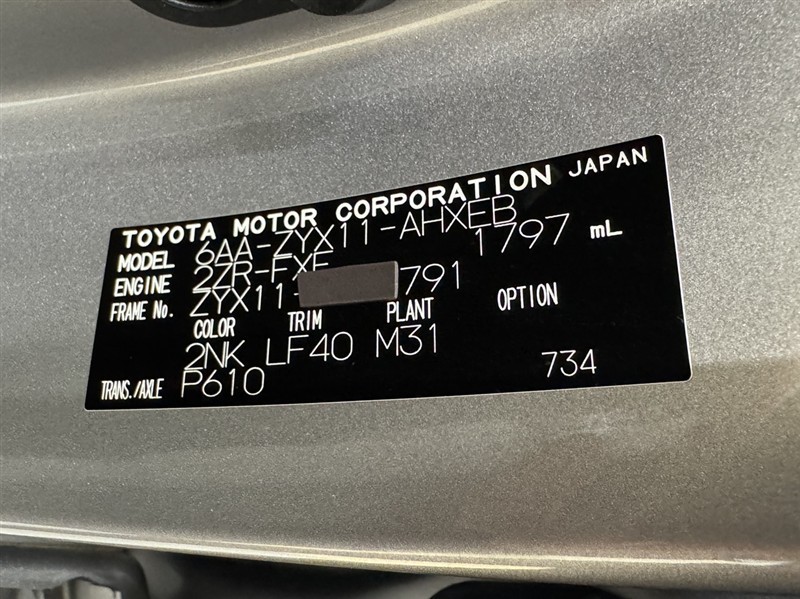 TOYOTA MOTOR CORPORATION JAPAN
MODEL 6AA-ZYX11-AHXEB
ENGINE 2ZR-FXE 1797 mL
FRAME No. ZYX11- 791
COLOR TRIM PLANT OPTION
2NK LF40 M31
TRANS./AXLE P610 734